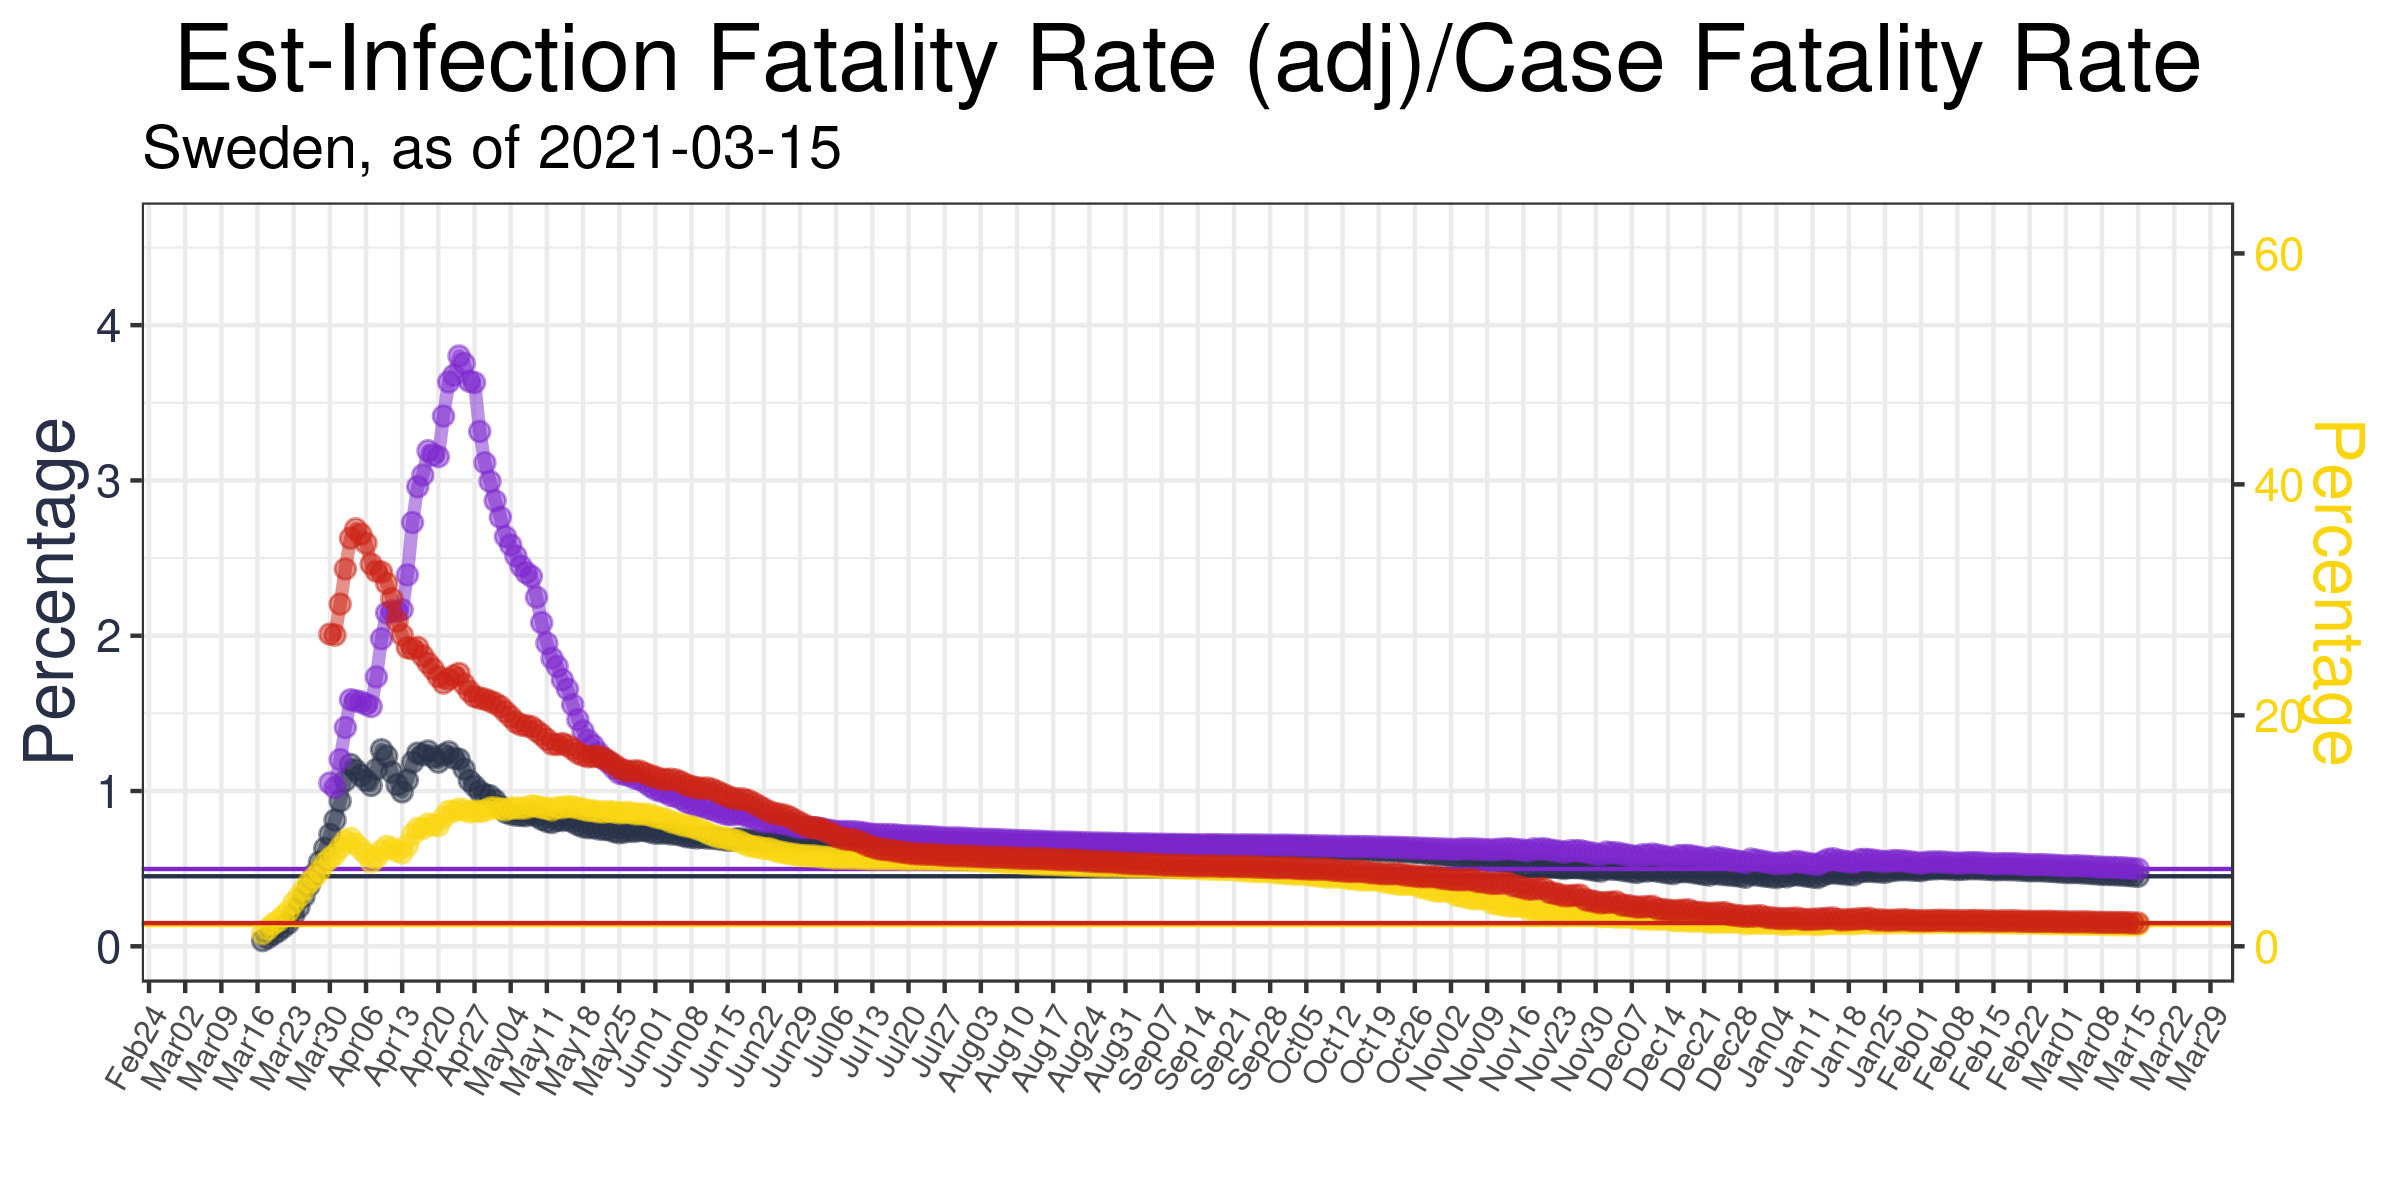 Est-Infection Fatality Rate (adj)/Case Fatality Rate
Sweden, as of 2021-03-15
Percentage
4
3
2
1
0
60
40
20
0
Percentage
Feb24
Mar02
Mar09
Mar16
Mar23
Mar30
Apr06
Apr13
Apr20
Apr27
May04
May11
May18
May25
Jun01
Jun08
Jun15
Jun22
Jun29
Jul06
Jul13
Jul20
Jul27
Aug03
Aug10
Aug17
Aug24
Aug31
Sep07
Sep14
Sep21
Sep28
Oct05
Oct12
Oct19
Oct26
Nov02
Nov09
Nov16
Nov23
Nov30
Dec07
Dec14
Dec21
Dec28
Jan04
Jan11
Jan18
Jan25
Feb01
Feb08
Feb15
Feb22
Mar01
Mar08
Mar15
Mar22
Mar29